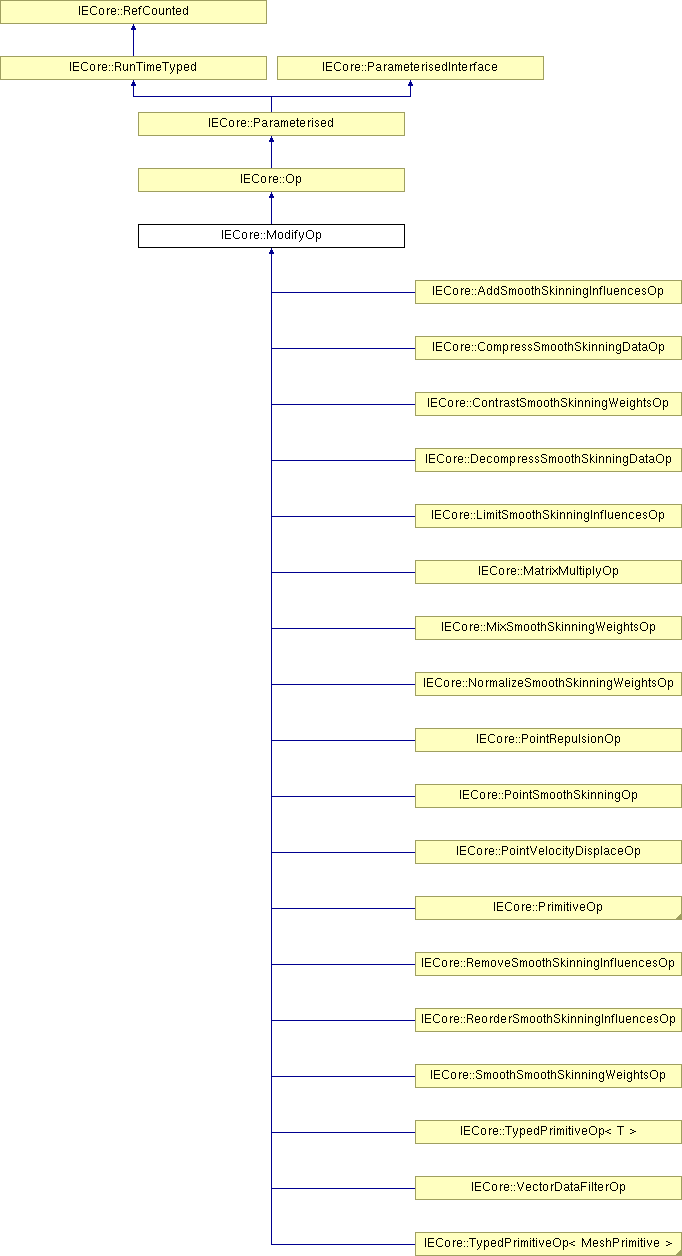 IECore::RefCounted
IECore::RunTimeTyped
IECore::ParameterisedInterface
IECore::Parameterised
IECore::Op
IECore::ModifyOp
IECore::AddSmoothSkinningInfluencesOp
IECore::CompressSmoothSkinningDataOp
IECore::ContrastSmoothSkinningWeightsOp
IECore::DecompressSmoothSkinningDataOp
IECore::LimitSmoothSkinningInfluencesOp
IECore::MatrixMultiplyOp
IECore::MixSmoothSkinningWeightsOp
IECore::NormalizeSmoothSkinningWeightsOp
IECore::PointRepulsionOp
IECore::PointSmoothSkinningOp
IECore::PointVelocityDisplaceOp
IECore::PrimitiveOp
IECore::RemoveSmoothSkinningInfluencesOp
IECore::ReorderSmoothSkinningInfluencesOp
IECore::SmoothSmoothSkinningWeightsOp
IECore::TypedPrimitiveOp< T >
IECore::VectorDataFilterOp
IECore::TypedPrimitiveOp< MeshPrimitive >